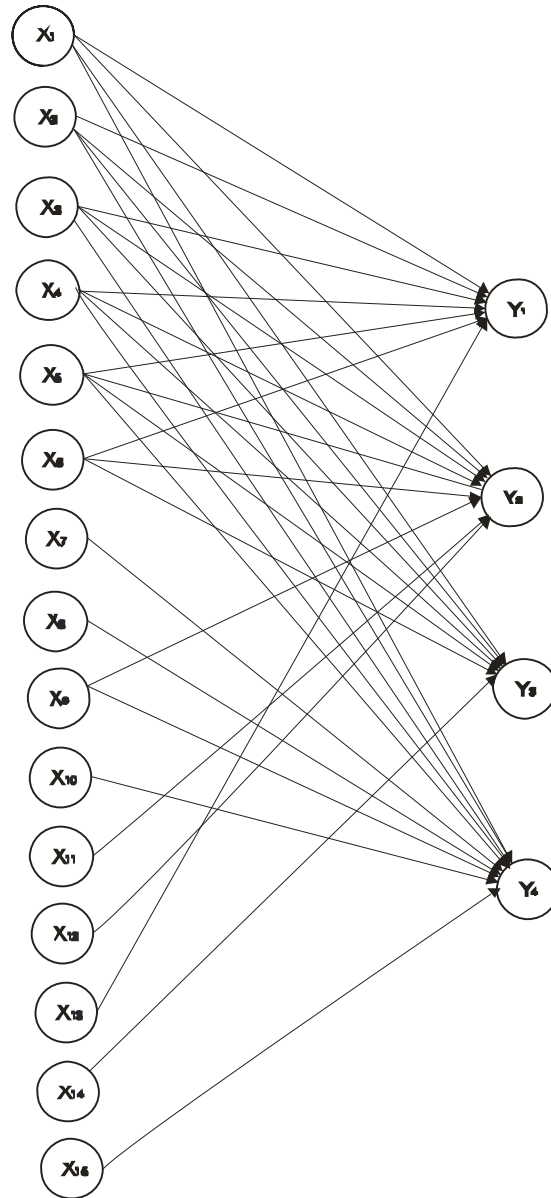 X₁
X₂
X₃
X₄
Y₁
X₅
X₆
Y₂
X₇
X₈
Y₃
X₉
X₁₀
X₁₁
Y₄
X₁₂
X₁₃
X₁₄
X₁₅